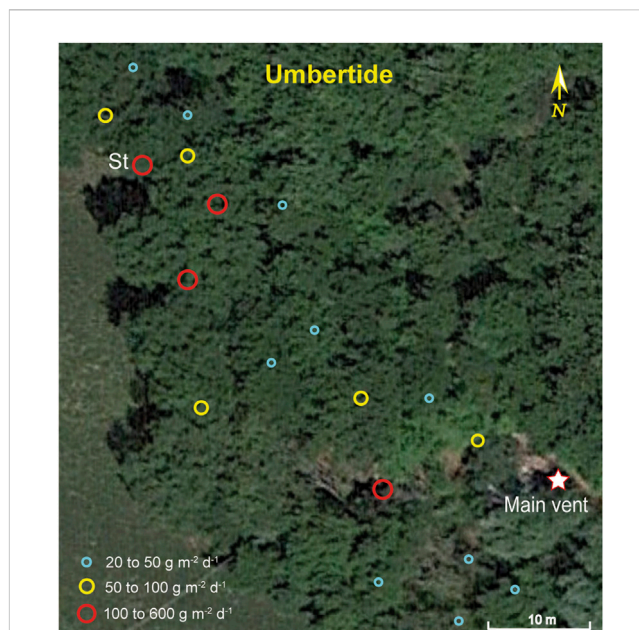 Umbertide
N
St
Main vent
20 to 50 g m⁻² d⁻¹
50 to 100 g m⁻² d⁻¹
100 to 600 g m⁻² d⁻¹
10 m